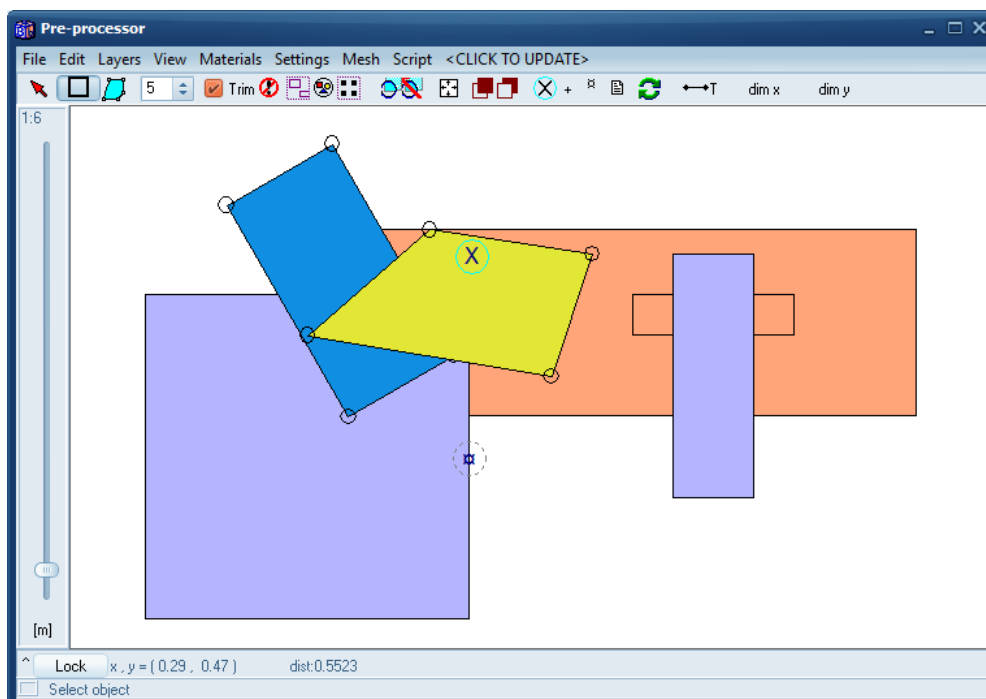 Pre-processor
File Edit Layers View Materials Settings Mesh Script <CLICK TO UPDATE>
5 Trim + T dim x dim y
1:6
X
[m]
^ Lock x , y = ( 0.29 , 0.47 ) dist:0.5523
Select object